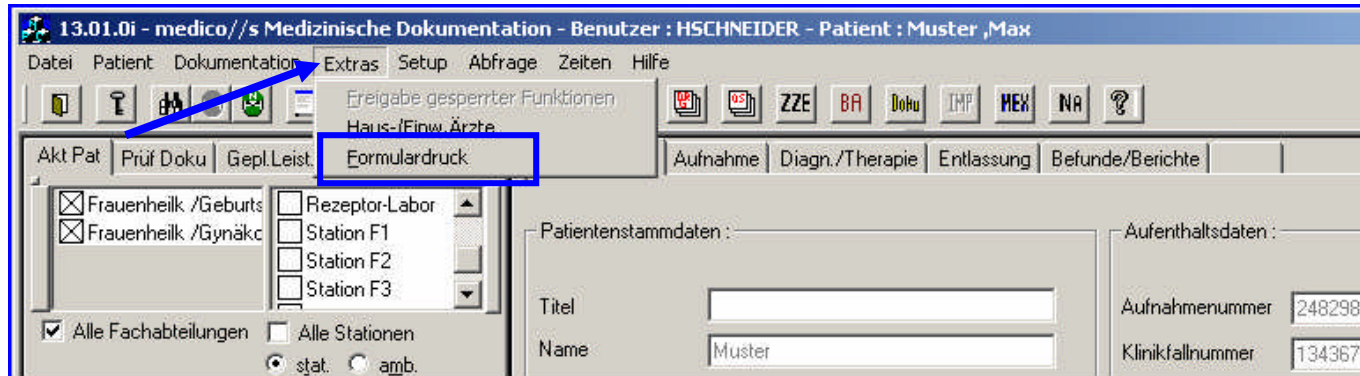 13.01.0i - medico//s Medizinische Dokumentation - Benutzer : HSCHNEIDER - Patient : Muster ,Max
Datei Patient Dokumentation Extras Setup Abfrage Zeiten Hilfe
Freigabe gesperrter Funktionen
Haus-/Einw.Ärzte
Formulardruck
OP OS ZZE BA Doku IMP MEX NA ?
Akt Pat Prüf Doku Gepl.Leist. Aufnahme Diagn./Therapie Entlassung Befunde/Berichte
Frauenheilk /Geburts Rezeptor-Labor
Frauenheilk /Gynäko Station F1
Station F2
Station F3
Alle Fachabteilungen Alle Stationen
stat. amb.
Patientenstammdaten : Aufenthaltsdaten :
Titel Aufnahmenummer 248298
Name Muster Klinikfallnummer 134367